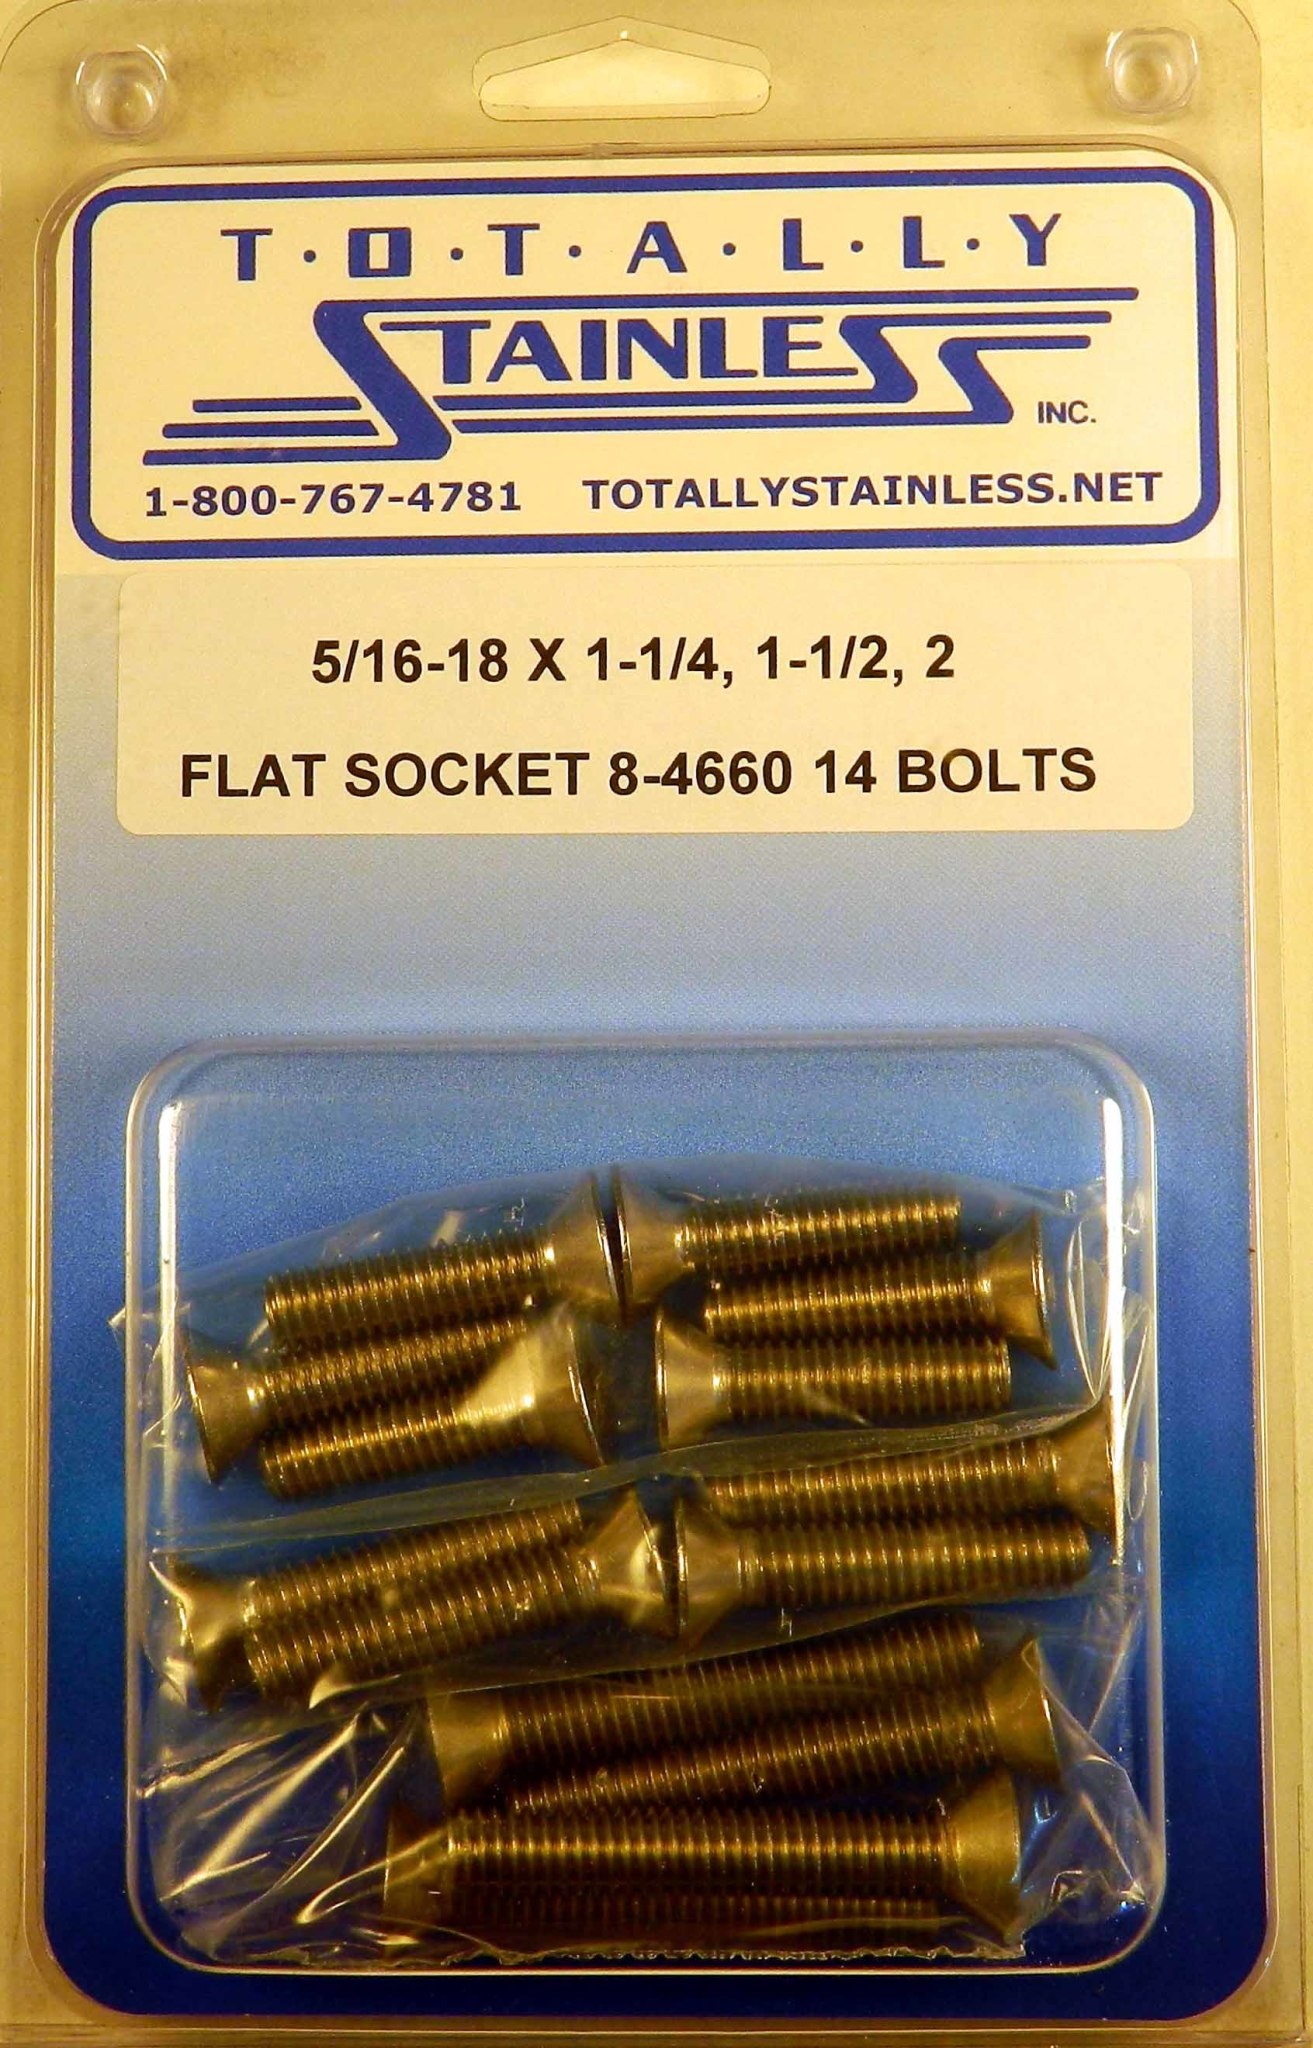 T·O·T·A·L·L·Y
STAINLESS
INC.
1-800-767-4781 TOTALLYSTAINLESS.NET
5/16-18 X 1-1/4, 1-1/2, 2
FLAT SOCKET 8-4660 14 BOLTS